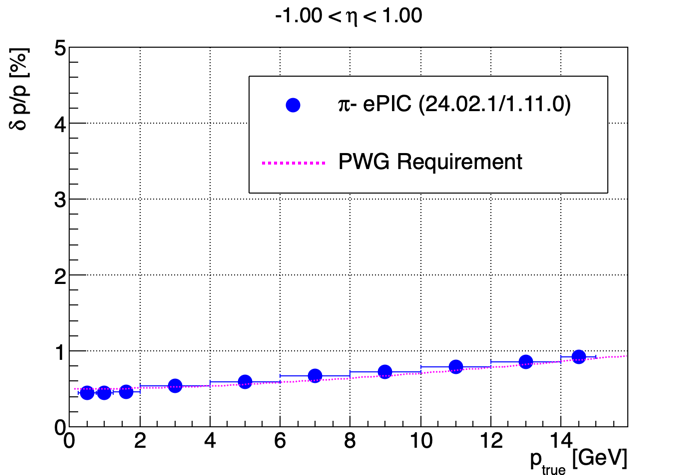 -1.00 < η < 1.00
δ p/p [%]
5
4
3
2
1
0
π- ePIC (24.02.1/1.11.0)
PWG Requirement
0 2 4 6 8 10 12 14
p_true [GeV]